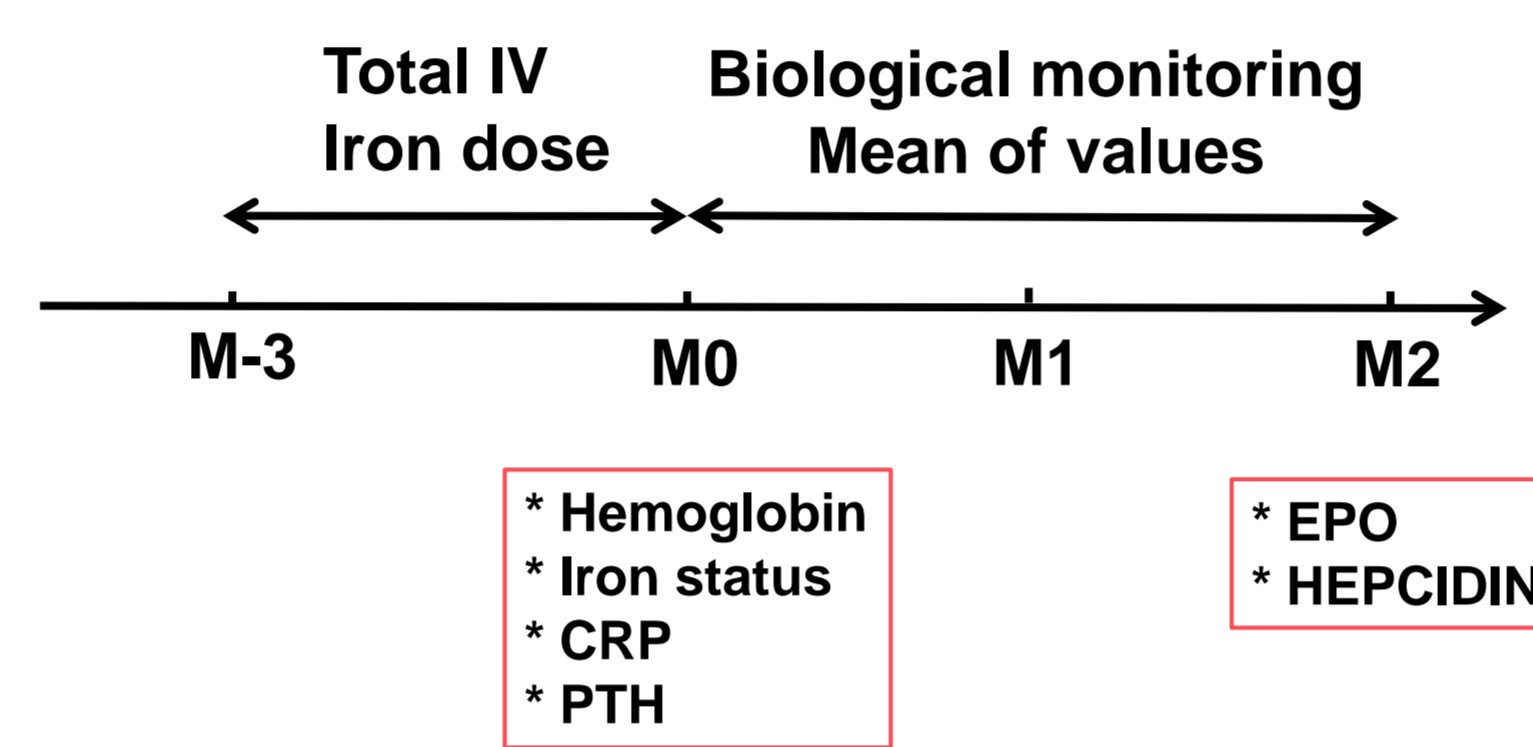 Total IV
Iron dose
Biological monitoring
Mean of values
M-3
M0
M1
M2
* Hemoglobin
* Iron status
* CRP
* PTH
* EPO
* HEPCIDIN